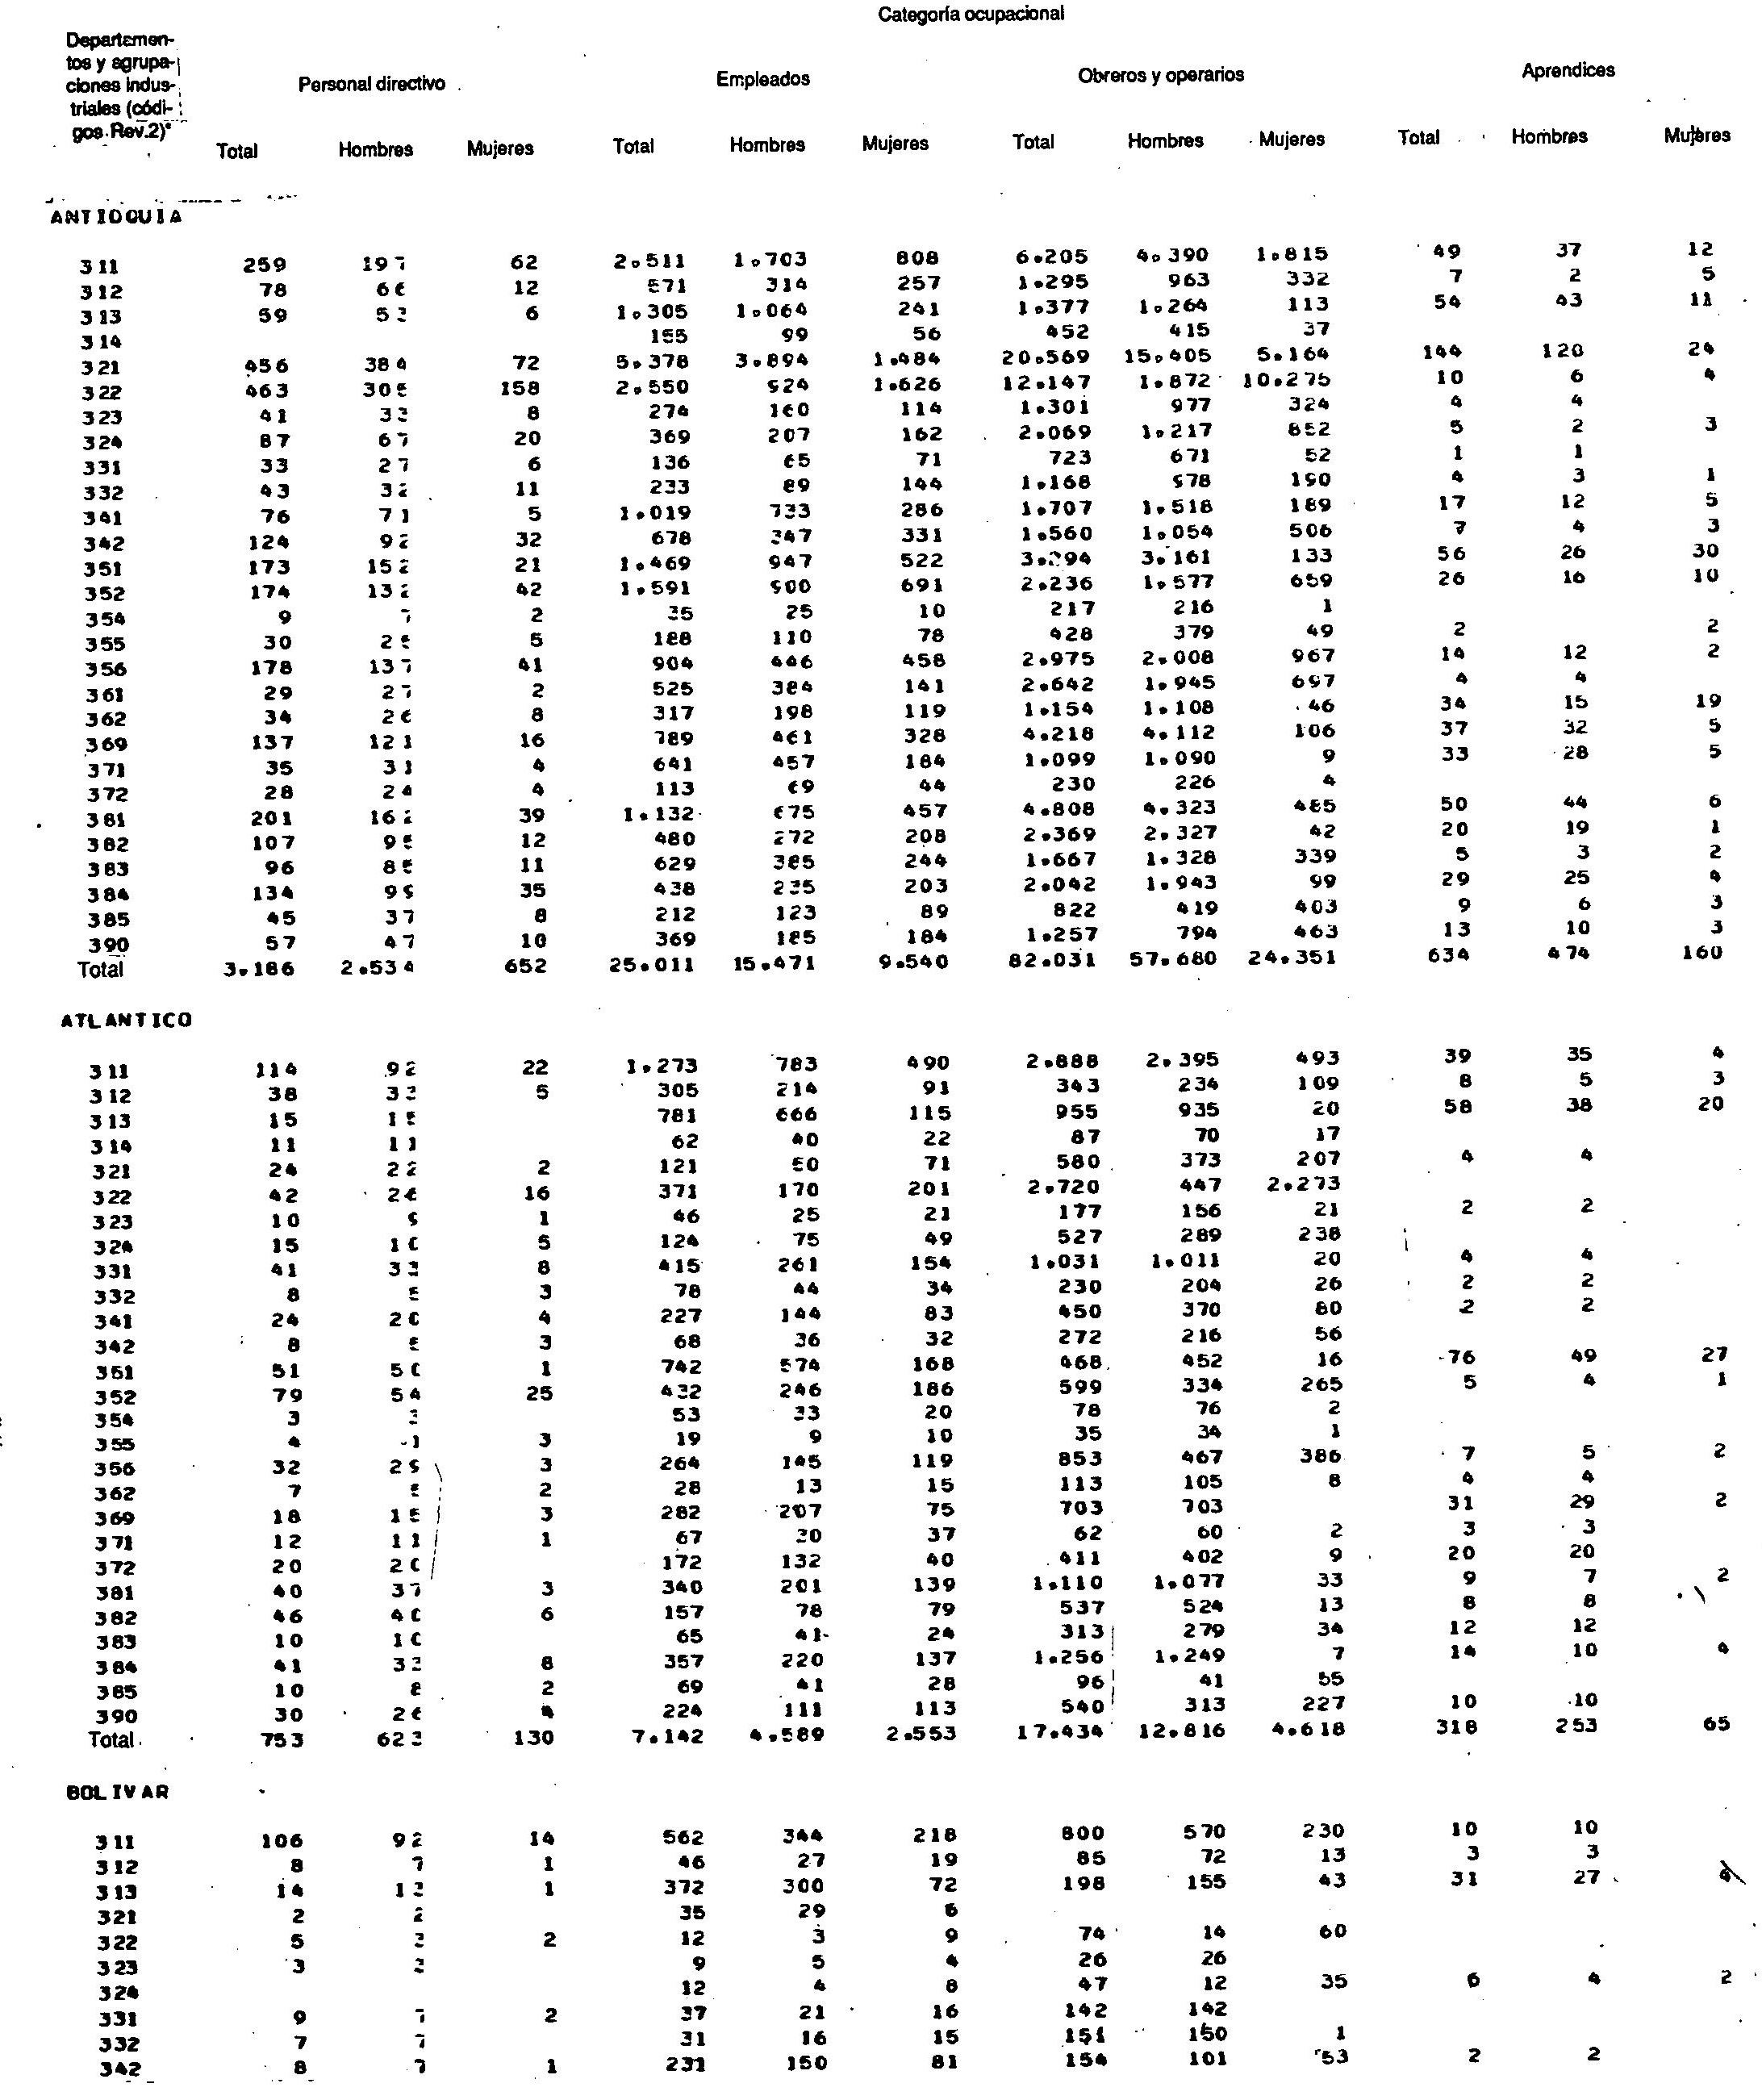 Categoría ocupacional
Departamen-
tos y agrupa-
ciones indus-
triales (códi-
gos Rev.2)*
Personal directivo Empleados Obreros y operarios Aprendices
Total Hombres Mujeres Total Hombres Mujeres Total Hombres Mujeres Total Hombres Mujeres
ANTIOQUIA
311 259 197 62 2.511 1.703 808 6.205 4.390 1.815 49 37 12
312 78 66 12 571 314 257 1.295 963 332 7 2 5
313 59 53 6 1.305 1.064 241 1.377 1.264 113 54 43 11
314 155 99 56 452 415 37
321 456 384 72 5.378 3.894 1.484 20.569 15.405 5.164 144 120 24
322 463 305 158 2.550 924 1.626 12.147 1.872 10.275 10 6 4
323 41 33 8 274 160 114 1.301 977 324 4 4
324 87 67 20 369 207 162 2.069 1.217 852 5 2 3
331 33 27 6 136 65 71 723 671 52 1 1
332 43 32 11 233 89 144 1.168 978 190 4 3 1
341 76 71 5 1.019 733 286 1.707 1.518 189 17 12 5
342 124 92 32 678 347 331 1.560 1.054 506 7 4 3
351 173 152 21 1.469 947 522 3.294 3.161 133 56 26 30
352 174 132 42 1.591 900 691 2.236 1.577 659 26 16 10
354 9 7 2 35 25 10 217 216 1
355 30 25 5 188 110 78 428 379 49 2 2
356 178 137 41 904 446 458 2.975 2.008 967 14 12 2
361 29 27 2 525 384 141 2.642 1.945 697 4 4
362 34 26 8 317 198 119 1.154 1.108 46 34 15 19
369 137 121 16 789 461 328 4.218 4.112 106 37 32 5
371 35 31 4 641 457 184 1.099 1.090 9 33 28 5
372 28 24 4 113 69 44 230 226 4
381 201 162 39 1.132 675 457 4.808 4.323 485 50 44 6
382 107 95 12 480 272 208 2.369 2.327 42 20 19 1
383 96 85 11 629 385 244 1.667 1.328 339 5 3 2
384 134 99 35 438 235 203 2.042 1.943 99 29 25 4
385 45 37 8 212 123 89 822 419 403 9 6 3
390 57 47 10 369 185 184 1.257 794 463 13 10 3
Total 3.186 2.534 652 25.011 15.471 9.540 82.031 57.680 24.351 634 474 160
ATLANTICO
311 114 92 22 1.273 783 490 2.888 2.395 493 39 35 4
312 38 33 5 305 214 91 343 234 109 8 5 3
313 15 15 781 666 115 955 935 20 58 38 20
314 11 11 62 40 22 87 70 17
321 24 22 2 121 50 71 580 373 207 4 4
322 42 26 16 371 170 201 2.720 447 2.273
323 10 9 1 46 25 21 177 156 21 2 2
324 15 10 5 124 75 49 527 289 238
331 41 33 8 415 261 154 1.031 1.011 20 4 4
332 8 5 3 78 44 34 230 204 26 2 2
341 24 20 4 227 144 83 450 370 80 2 2
342 8 5 3 68 36 32 272 216 56
351 51 50 1 742 574 168 468 452 16 76 49 27
352 79 54 25 432 246 186 599 334 265 5 4 1
354 3 3 53 33 20 78 76 2
355 4 1 3 19 9 10 35 34 1
356 32 29 3 264 145 119 853 467 386 7 5 2
362 7 5 2 28 13 15 113 105 8 4 4
369 18 15 3 282 207 75 703 703 31 29 2
371 12 11 1 67 30 37 62 60 2 3 3
372 20 20 172 132 40 411 402 9 20 20
381 40 37 3 340 201 139 1.110 1.077 33 9 7 2
382 46 40 6 157 78 79 537 524 13 8 8
383 10 10 65 41 24 313 279 34 12 12
384 41 33 8 357 220 137 1.256 1.249 7 14 10 4
385 10 8 2 69 41 28 96 41 55
390 30 26 4 224 111 113 540 313 227 10 10
Total 753 623 130 7.142 4.589 2.553 17.434 12.816 4.618 318 253 65
BOLIVAR
311 106 92 14 562 344 218 800 570 230 10 10
312 8 7 1 46 27 19 85 72 13 3 3
313 14 13 1 372 300 72 198 155 43 31 27 4
321 2 2 35 29 6
322 5 3 2 12 3 9 74 14 60
323 3 3 9 5 4 26 26
324 12 4 8 47 12 35 6 4 2
331 9 7 2 37 21 16 142 142
332 7 7 31 16 15 151 150 1
342 8 7 1 231 150 81 154 101 53 2 2